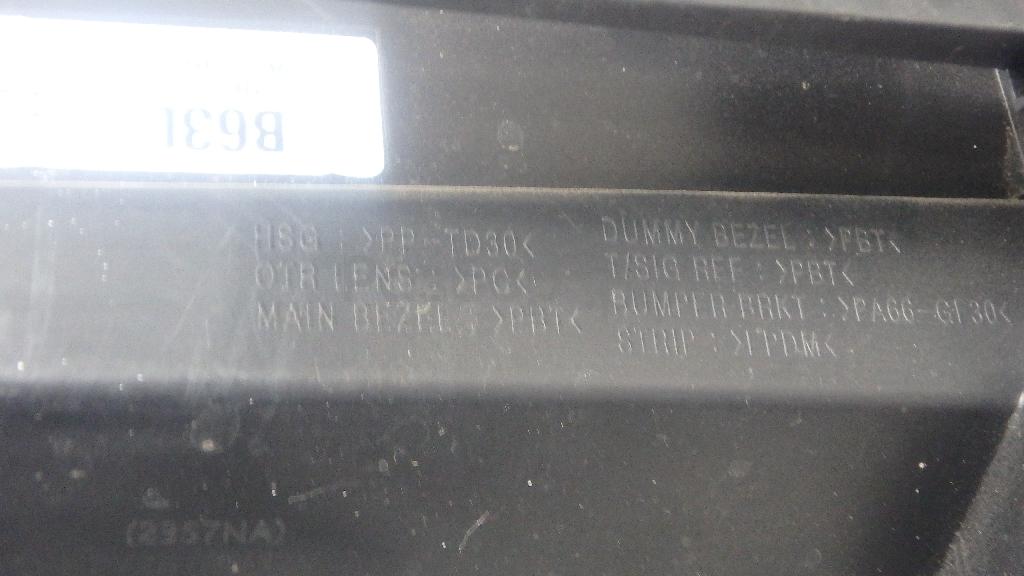 B631
HSG : >PP-TD30<
OTR LENS : >PC<
MAIN BEZEL : >PBT<
DUMMY BEZEL : >PBT<
T/SIG REF : >PBT<
BUMPER BRKT : >PA66-GF30<
STRIP : >EPDM<
(2957NA)